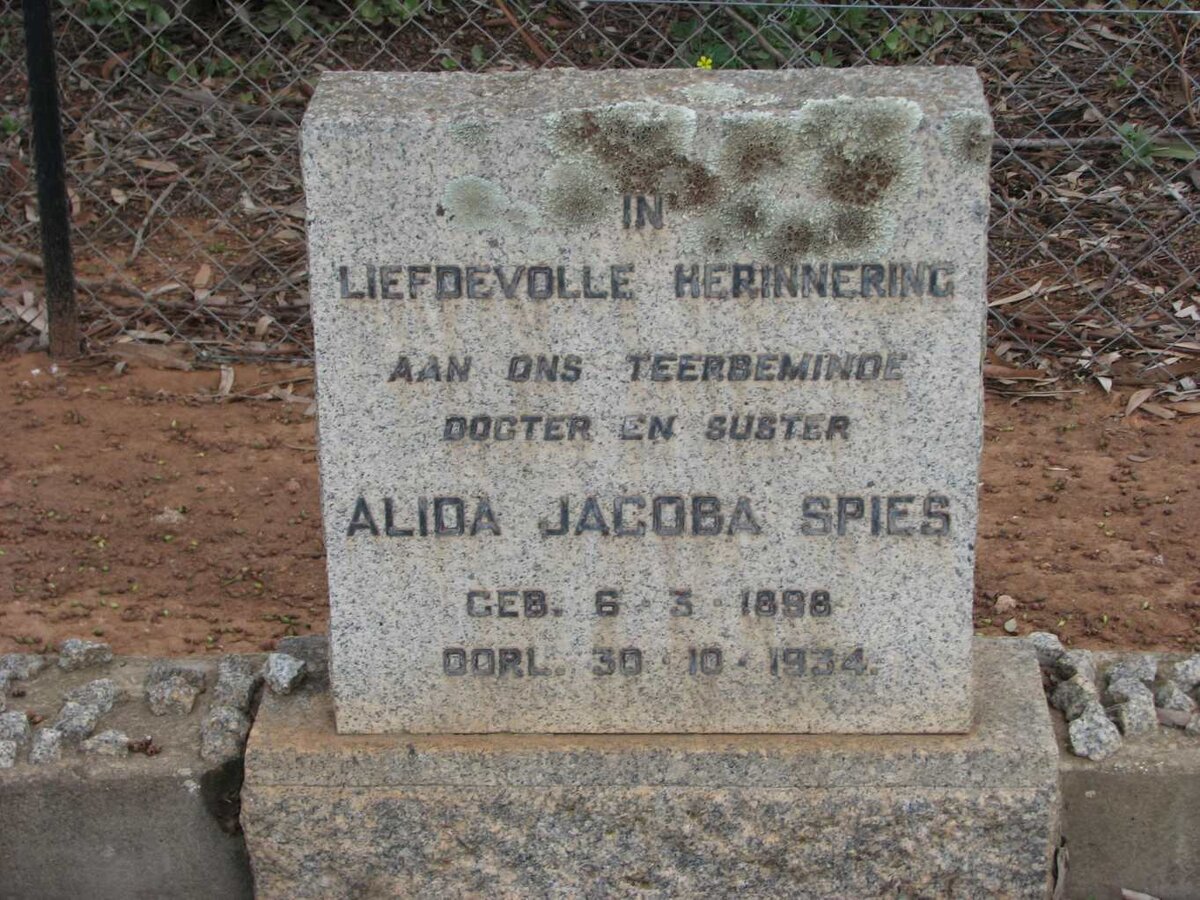 IN
LIEFDEVOLLE HERINNERING
AAN ONS TEERBEMINDE
DOGTER EN SUSTER
ALIDA JACOBA SPIES
GEB. 6·3·1898
OORL. 30·10·1934.